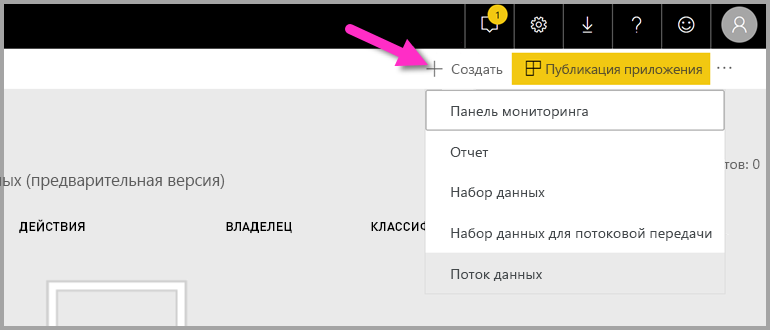 1
?
+ Создать
Публикация приложения ...
Панель мониторинга
Отчет
тов: 0
ных (предварительная версия)
Набор данных
ДЕЙСТВИЯ ВЛАДЕЛЕЦ КЛАССИФ
Набор данных для потоковой передачи
Поток данных